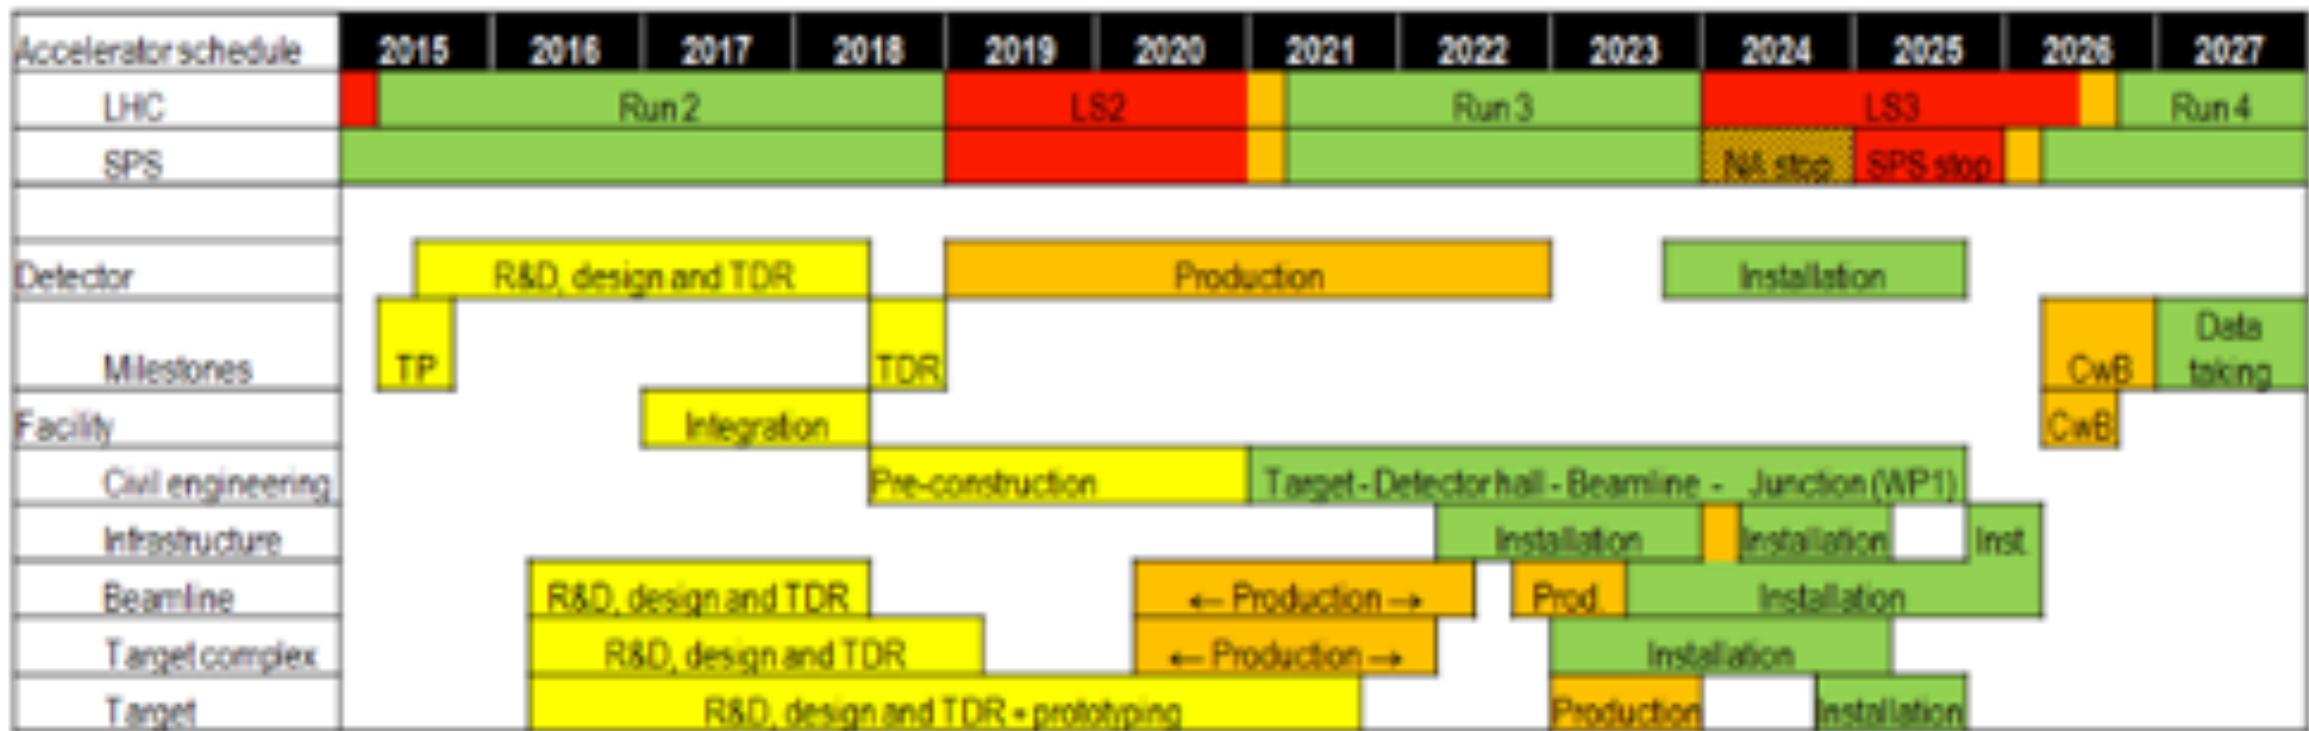 Accelerator schedule 2015 2016 2017 2018 2019 2020 2021 2022 2023 2024 2025 2026 2027
LHC Run 2 LS2 Run 3 LS3 Run 4
SPS NA stop SPS stop
Detector R&D, design and TDR Production Installation
Milestones TP TDR CwB Data taking
Facility Integration CwB
Civil engineering Pre-construction Target - Detector hall - Beamline - Junction (WP1)
Infrastructure Installation Installation Inst.
Beamline R&D, design and TDR ← Production → Prod. Installation
Target complex R&D, design and TDR ← Production → Installation
Target R&D, design and TDR + prototyping Production Installation